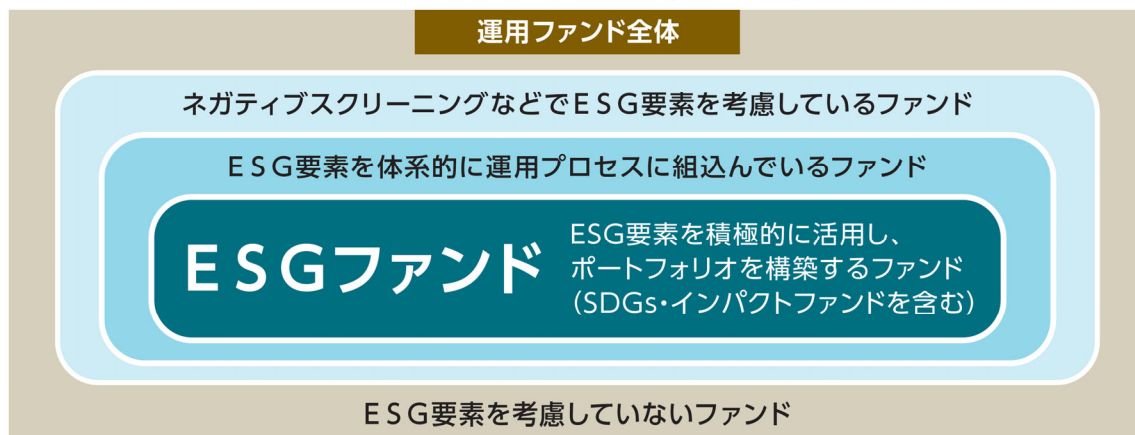 運用ファンド全体
ネガティブスクリーニングなどでESG要素を考慮しているファンド
ESG要素を体系的に運用プロセスに組込んでいるファンド
ESGファンド
ESG要素を積極的に活用し、
ポートフォリオを構築するファンド
(SDGs・インパクトファンドを含む)
ESG要素を考慮していないファンド